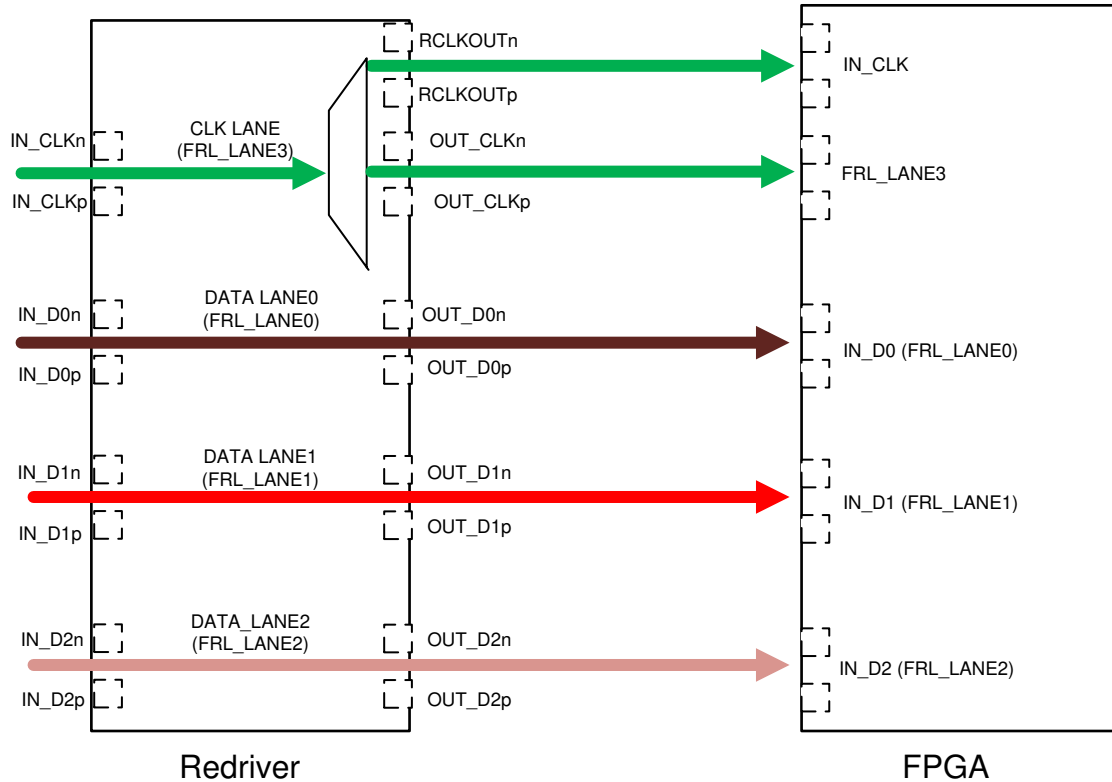 RCLKOUTn
IN_CLK
RCLKOUTp
IN_CLKn
CLK LANE
(FRL_LANE3)
OUT_CLKn
FRL_LANE3
IN_CLKp
OUT_CLKp
DATA LANE0
(FRL_LANE0)
IN_D0n
OUT_D0n
IN_D0 (FRL_LANE0)
IN_D0p
OUT_D0p
DATA LANE1
(FRL_LANE1)
IN_D1n
OUT_D1n
IN_D1 (FRL_LANE1)
IN_D1p
OUT_D1p
DATA_LANE2
(FRL_LANE2)
IN_D2n
OUT_D2n
IN_D2 (FRL_LANE2)
IN_D2p
OUT_D2p
Redriver
FPGA